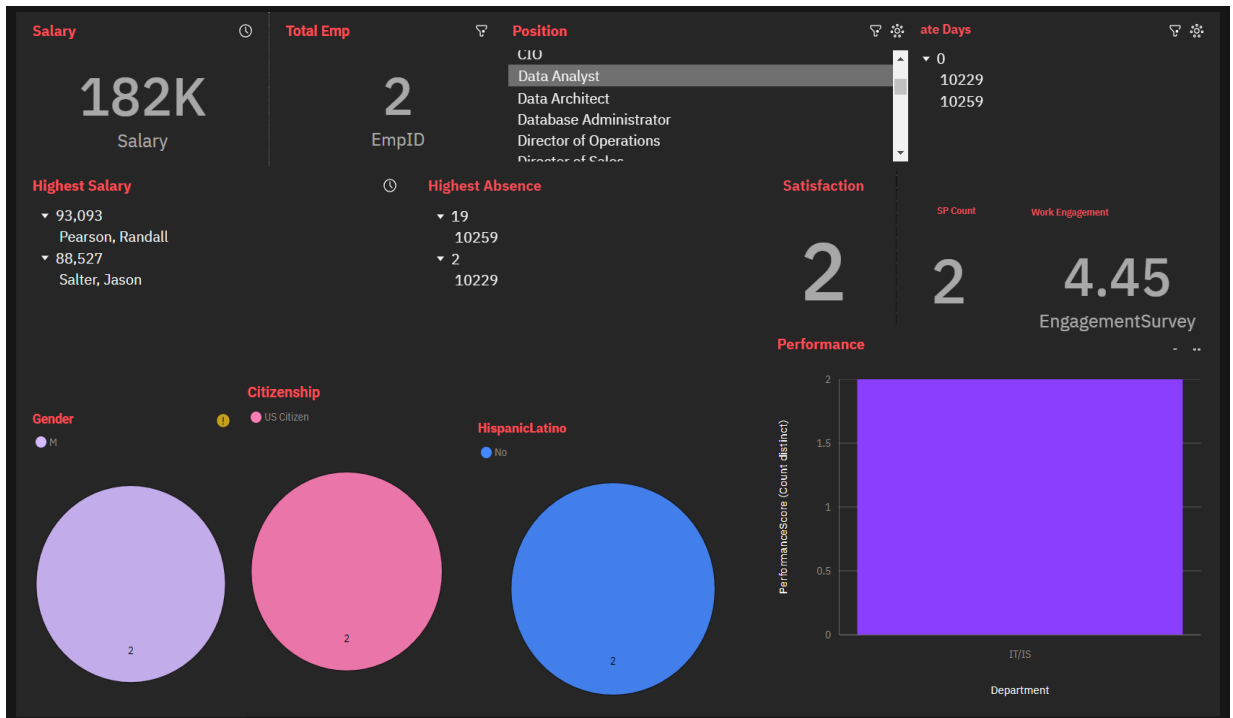 Salary
182K
Salary
Total Emp
2
EmpID
Position
CIO
Data Analyst
Data Architect
Database Administrator
Director of Operations
Director of Sales
ate Days
0
10229
10259
Highest Salary
93,093
Pearson, Randall
88,527
Salter, Jason
Highest Absence
19
10259
2
10229
Satisfaction
2
SP Count
2
Work Engagement
4.45
EngagementSurvey
Gender
M
2
Citizenship
US Citizen
2
HispanicLatino
No
2
Performance
PerformanceScore (Count distinct)
2
1.5
1
0.5
0
IT/IS
Department